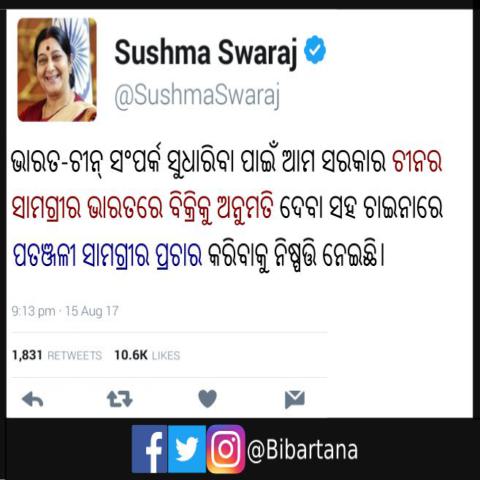 Sushma Swaraj
@SushmaSwaraj
ଭାରତ-ଚୀନ୍ ସଂପର୍କ ସୁଧାରିବା ପାଇଁ ଆମ ସରକାର ଚୀନର
ସାମଗ୍ରୀର ଭାରତରେ ବିକ୍ରିକୁ ଅନୁମତି ଦେବା ସହ ଚାଇନାରେ
ପତଞ୍ଜଳୀ ସାମଗ୍ରୀର ପ୍ରଚାର କରିବାକୁ ନିଷ୍ପତ୍ତି ନେଇଛି।
9:13 pm · 15 Aug 17
1,831 RETWEETS 10.6K LIKES
@Bibartana